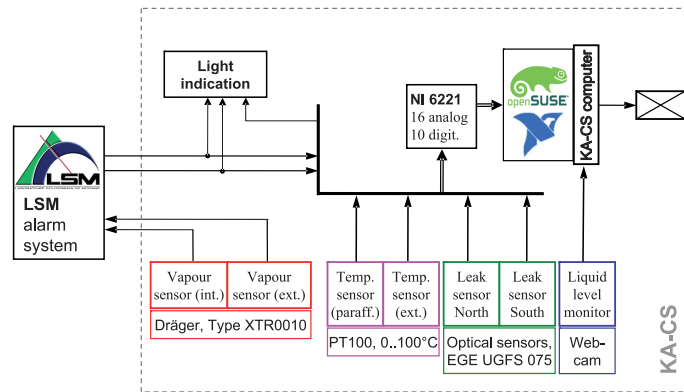 Light
indication
NI 6221
16 analog
10 digit.
openSUSE
KA-CS computer
LSM
LSM
alarm
system
Vapour
sensor (int.)
Vapour
sensor (ext.)
Dräger, Type XTR0010
Temp.
sensor
(paraff.)
Temp.
sensor
(ext.)
PT100, 0..100°C
Leak
sensor
North
Leak
sensor
South
Optical sensors,
EGE UGFS 075
Liquid
level
monitor
Web-
cam
KA-CS